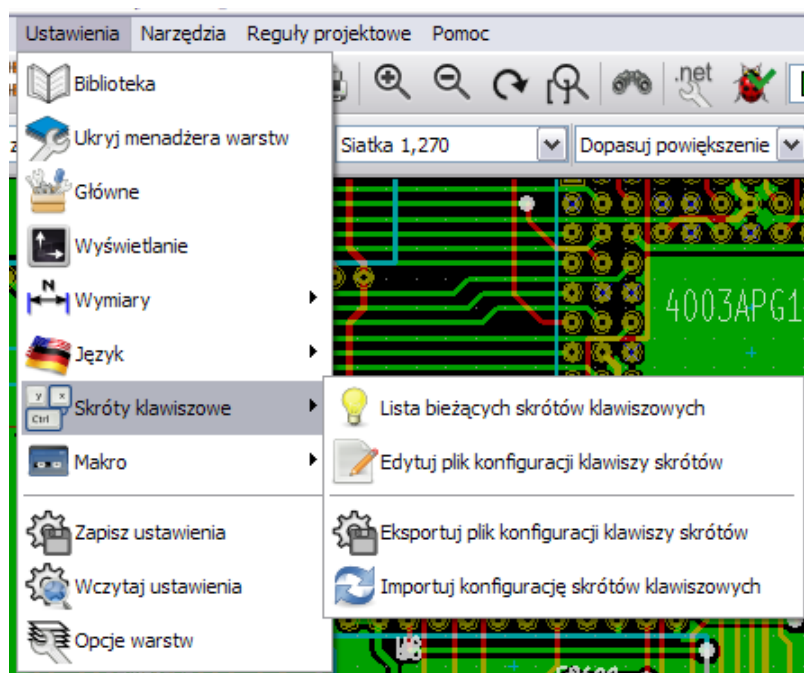 Ustawienia Narzędzia Reguły projektowe Pomoc
.net
Siatka 1,270 Dopasuj powiększenie
Biblioteka
Ukryj menadżera warstw
Główne
Wyświetlanie
N
Wymiary
Język
y x
Ctrl
Skróty klawiszowe
Makro
Zapisz ustawienia
Wczytaj ustawienia
Opcje warstw
Lista bieżących skrótów klawiszowych
Edytuj plik konfiguracji klawiszy skrótów
Eksportuj plik konfiguracji klawiszy skrótów
Importuj konfigurację skrótów klawiszowych
4003APG1